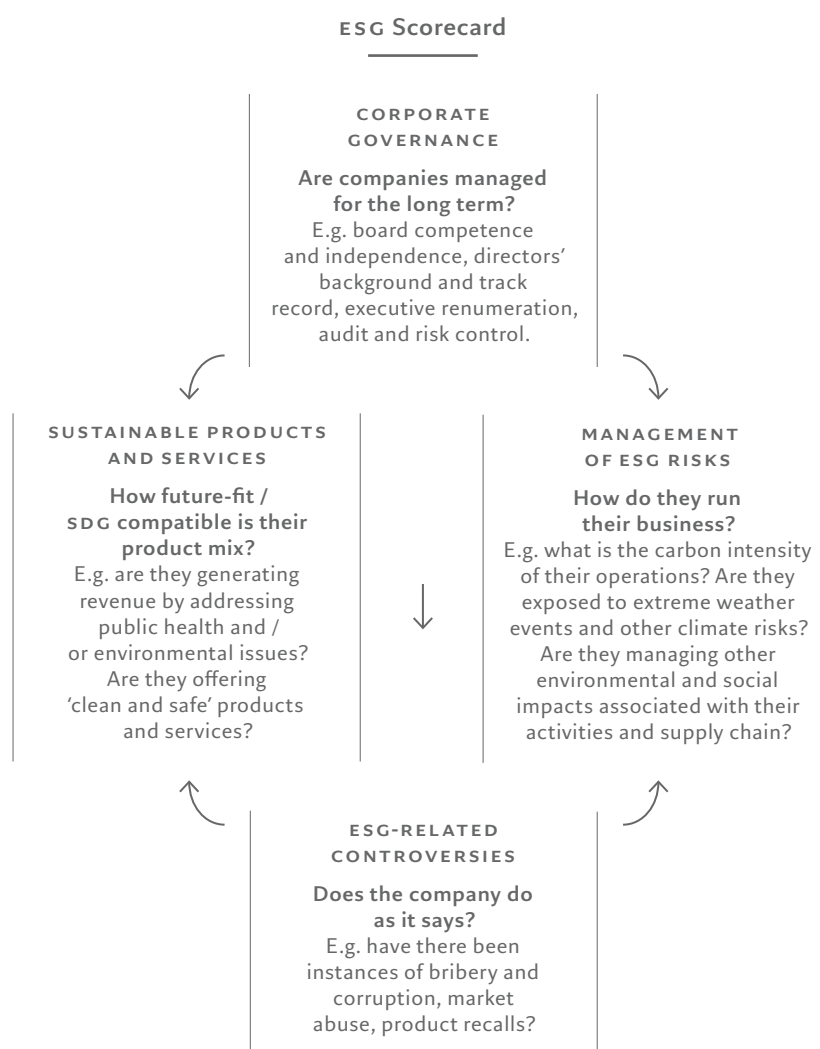 ESG Scorecard
CORPORATE
GOVERNANCE
Are companies managed
for the long term?
E.g. board competence
and independence, directors’
background and track
record, executive renumeration,
audit and risk control.
SUSTAINABLE PRODUCTS
AND SERVICES
How future-fit /
SDG compatible is their
product mix?
E.g. are they generating
revenue by addressing
public health and /
or environmental issues?
Are they offering
‘clean and safe’ products
and services?
MANAGEMENT
OF ESG RISKS
How do they run
their business?
E.g. what is the carbon intensity
of their operations? Are they
exposed to extreme weather
events and other climate risks?
Are they managing other
environmental and social
impacts associated with their
activities and supply chain?
ESG-RELATED
CONTROVERSIES
Does the company do
as it says?
E.g. have there been
instances of bribery and
corruption, market
abuse, product recalls?